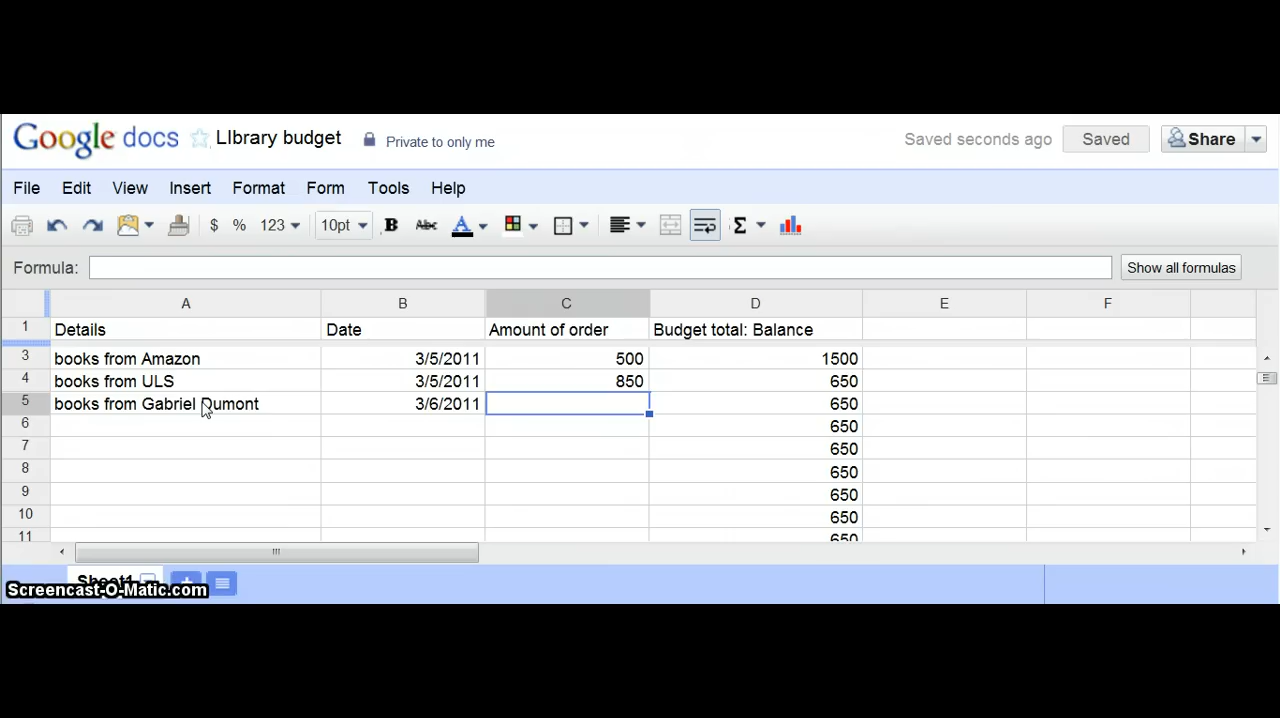 Google docs LIbrary budget Private to only me Saved seconds ago Saved Share
File Edit View Insert Format Form Tools Help
$ % 123 10pt B Abc A Σ
Formula: Show all formulas
A B C D E F
1 Details Date Amount of order Budget total: Balance
3 books from Amazon 3/5/2011 500 1500
4 books from ULS 3/5/2011 850 650
5 books from Gabriel Dumont 3/6/2011 650
6 650
7 650
8 650
9 650
10 650
11 650
Sheet1
Screencast-O-Matic.com